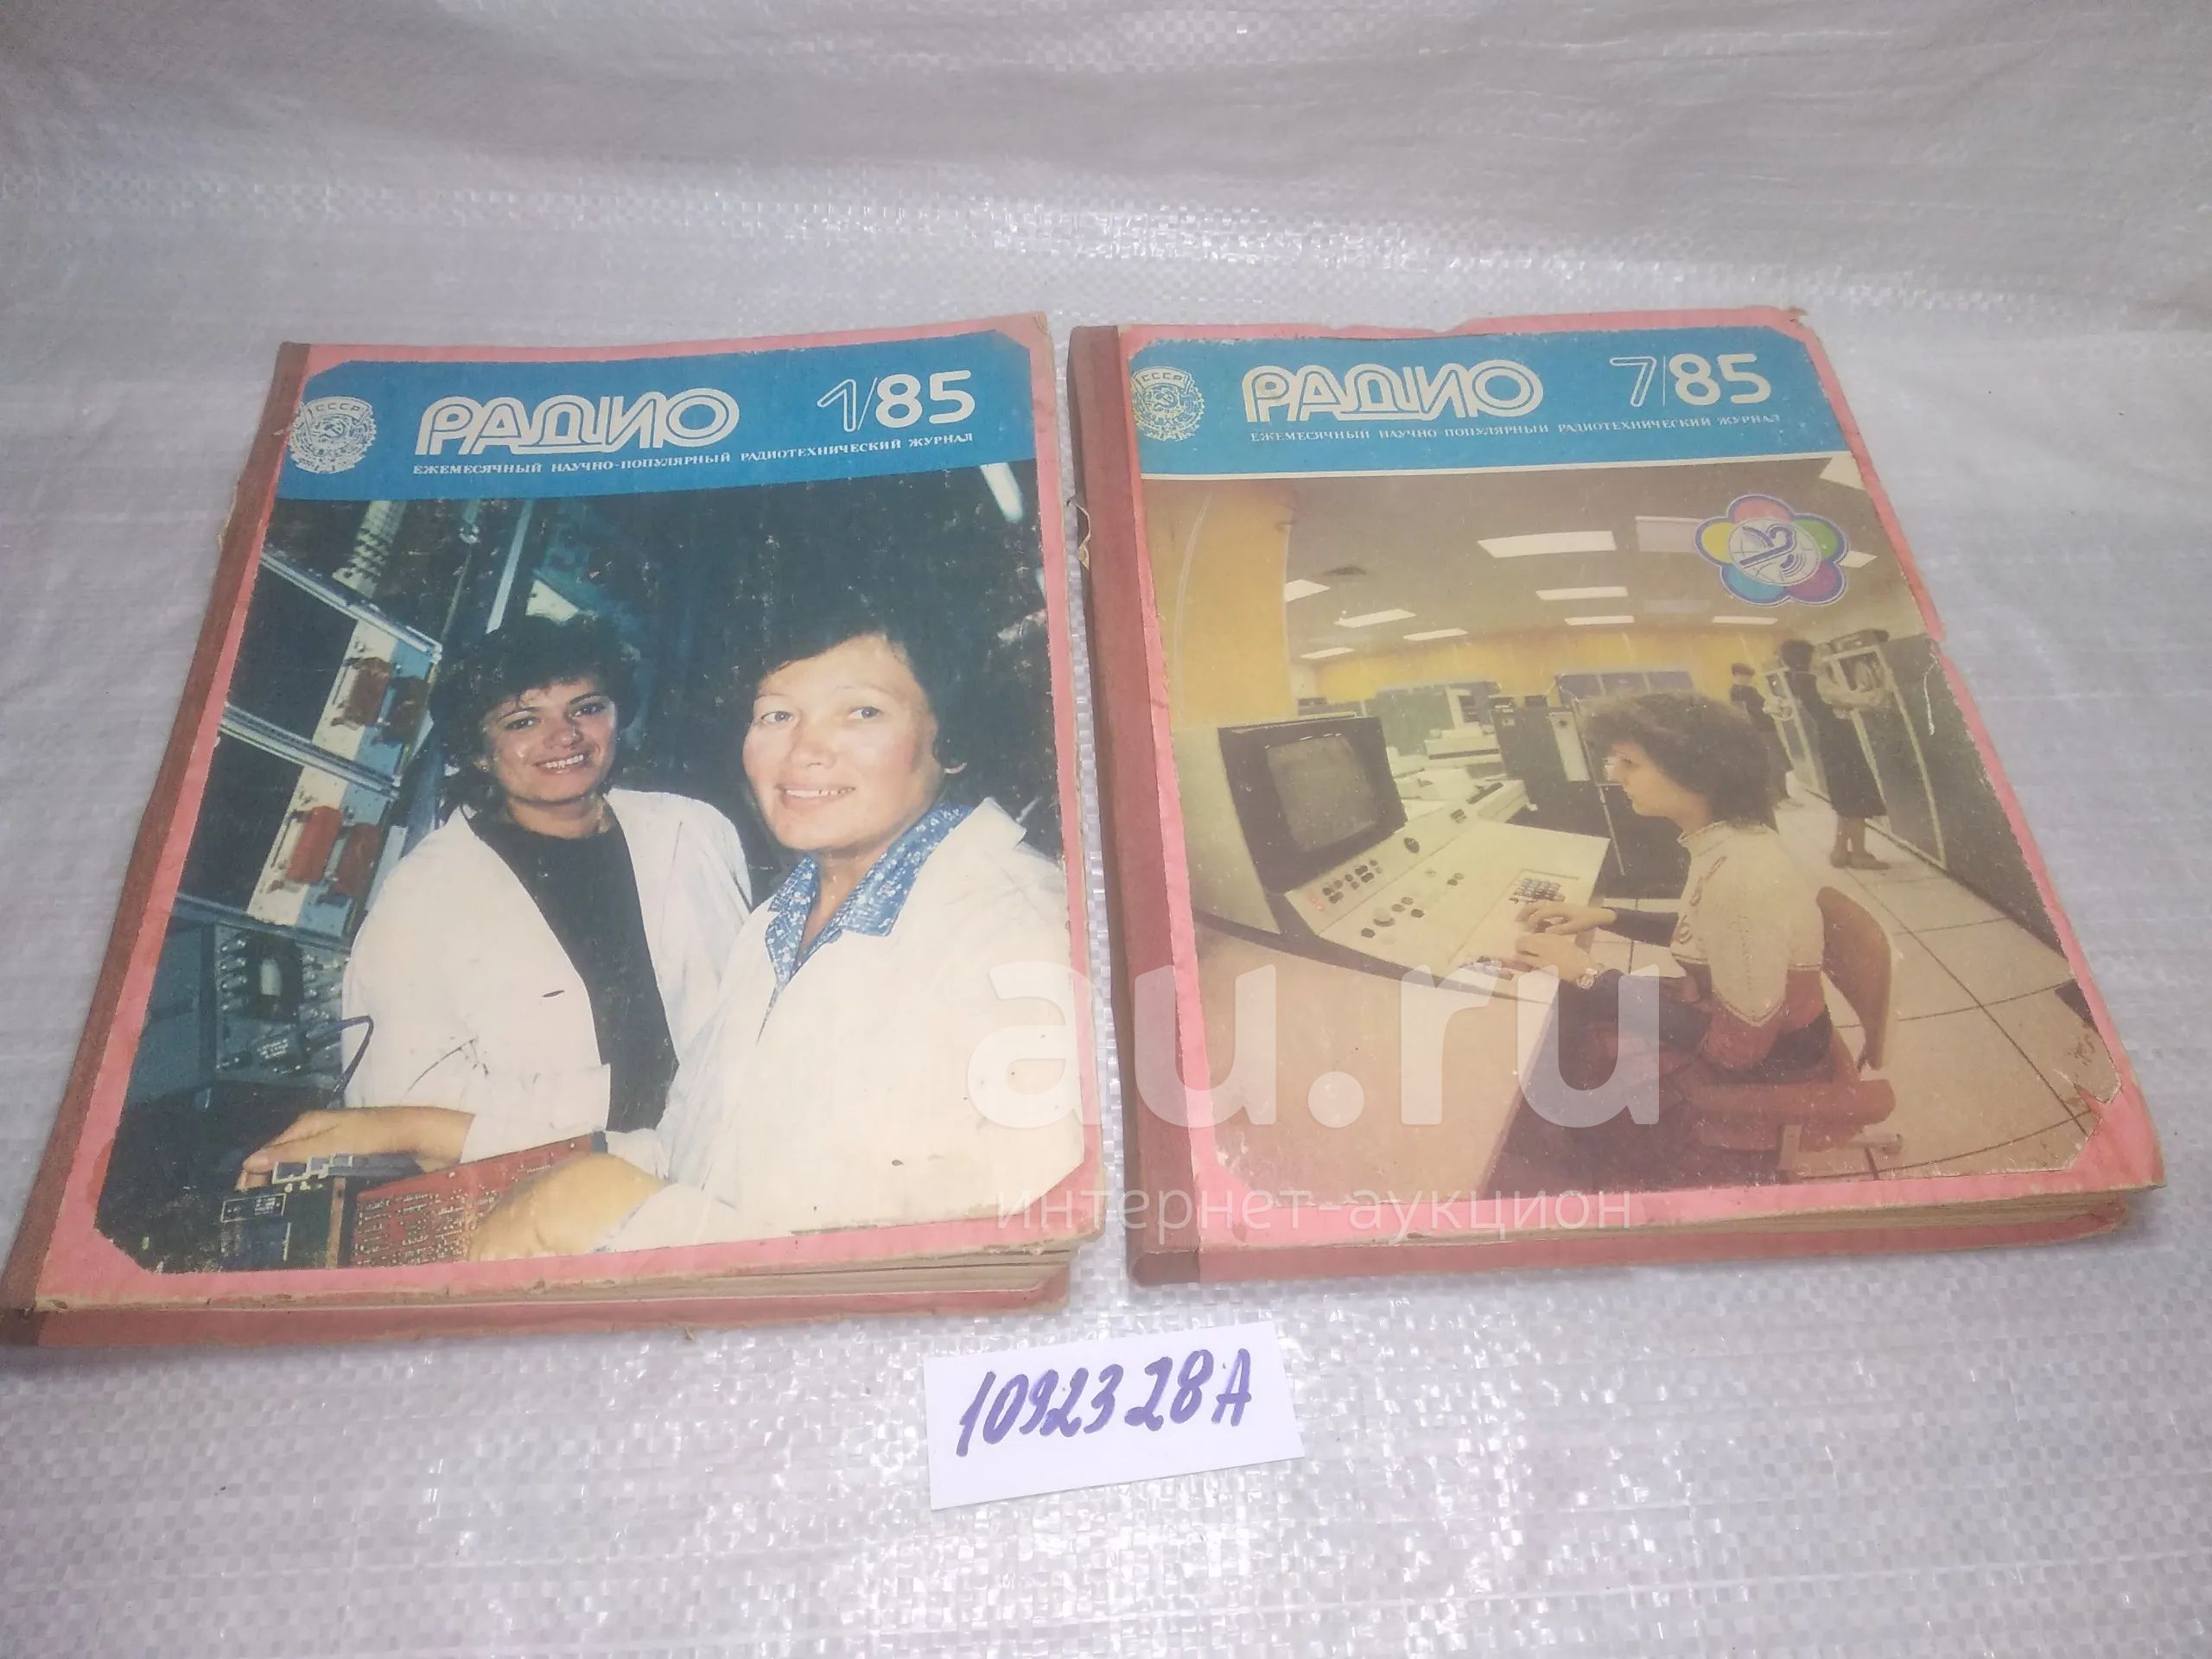 РАДИО 1/85
ЕЖЕМЕСЯЧНЫЙ НАУЧНО-ПОПУЛЯРНЫЙ РАДИОТЕХНИЧЕСКИЙ ЖУРНАЛ
СССР
РАДИО 7/85
ЕЖЕМЕСЯЧНЫЙ НАУЧНО-ПОПУЛЯРНЫЙ РАДИОТЕХНИЧЕСКИЙ ЖУРНАЛ
СССР
au.ru
интернет-аукцион
1092328А